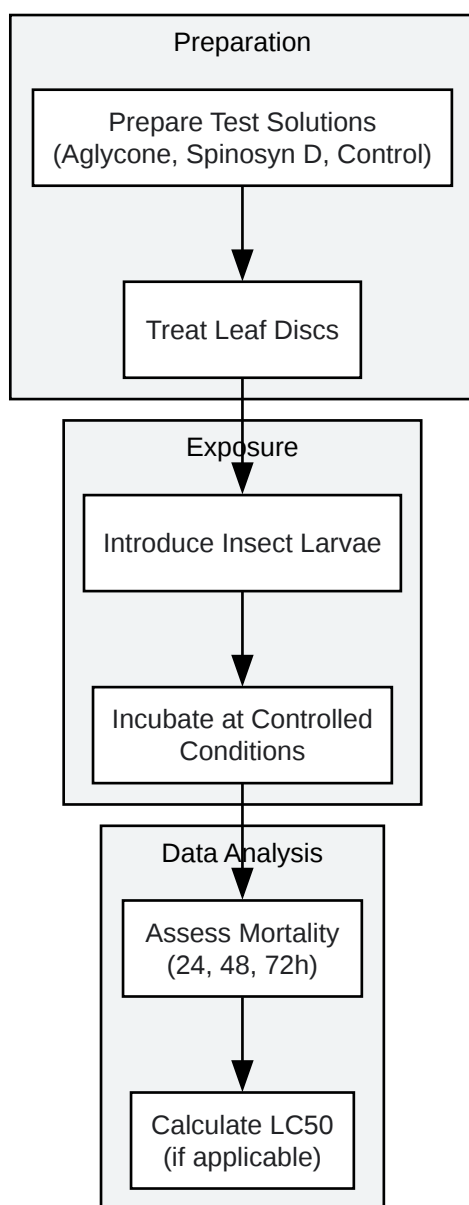 Preparation
Prepare Test Solutions
(Aglycone, Spinosyn D, Control)
Treat Leaf Discs
Exposure
Introduce Insect Larvae
Incubate at Controlled
Conditions
Data Analysis
Assess Mortality
(24, 48, 72h)
Calculate LC50
(if applicable)